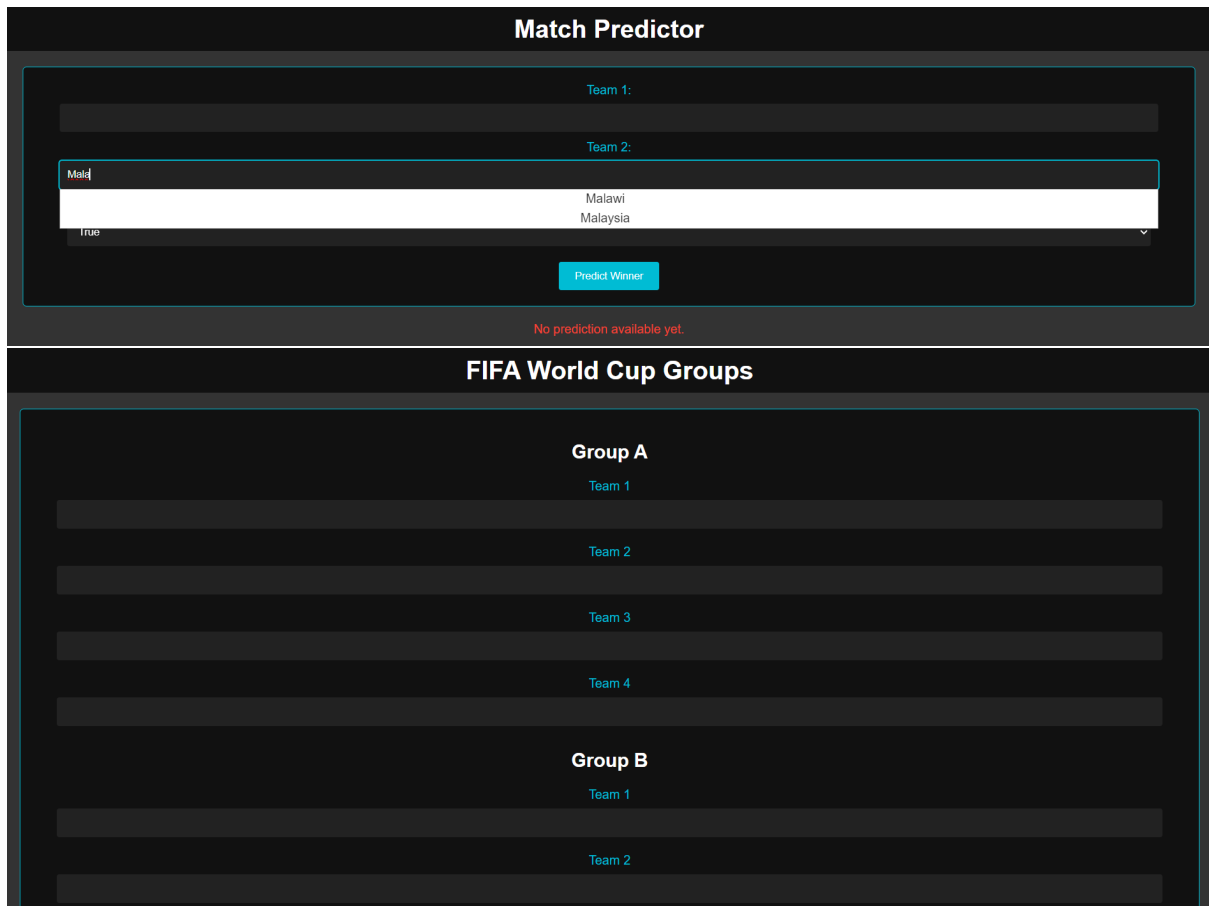 Match Predictor
Team 1:
Team 2:
Mala
Malawi
Malaysia
True
Predict Winner
No prediction available yet.
FIFA World Cup Groups
Group A
Team 1
Team 2
Team 3
Team 4
Group B
Team 1
Team 2